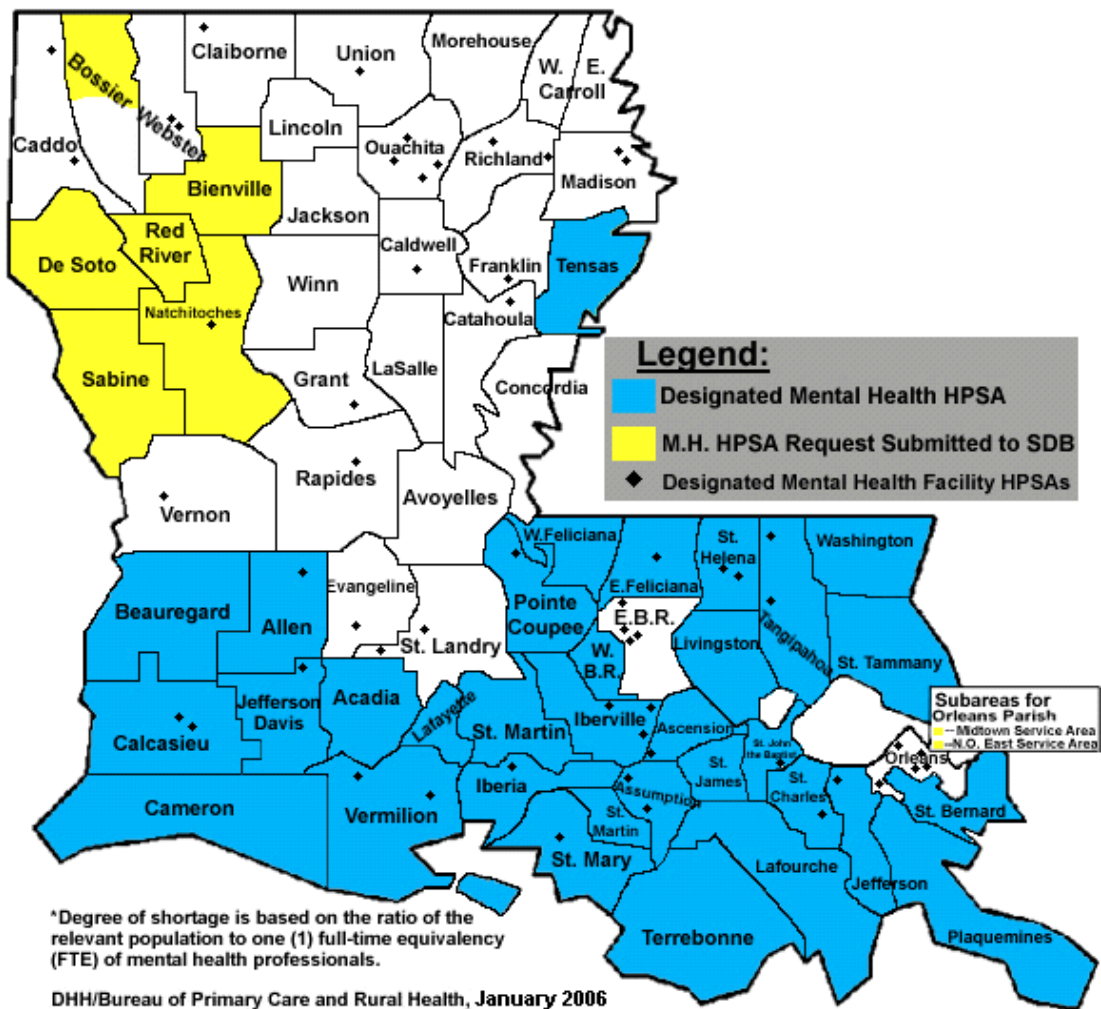 Claiborne
Union
Morehouse
W.
Carroll
E.
Bossier
Webster
Lincoln
Caddo
Ouachita
Richland
Madison
Bienville
Jackson
Red
River
De Soto
Caldwell
Winn
Franklin
Tensas
Natchitoches
Catahoula
Sabine
Grant
LaSalle
Concordia
Legend:
Designated Mental Health HPSA
M.H. HPSA Request Submitted to SDB
Designated Mental Health Facility HPSAs
Rapides
Avoyelles
Vernon
W.Feliciana
St.
Helena
Washington
Beauregard
Allen
Evangeline
E.Feliciana
Pointe
Coupee
E.B.R.
St. Landry
Livingston
Tangipahoa
W.
B.R.
St. Tammany
Jefferson
Davis
Acadia
Lafayette
Subareas for
Orleans Parish
-- Midtown Service Area
--N.O. East Service Area
Calcasieu
St. Martin
Iberville
Ascension
St. John
the Baptist
Orleans
Iberia
Assumption
St.
James
St.
Charles
Cameron
Vermilion
St.
Martin
St. Bernard
St. Mary
Lafourche
Jefferson
Terrebonne
Plaquemines
*Degree of shortage is based on the ratio of the
relevant population to one (1) full-time equivalency
(FTE) of mental health professionals.
DHH/Bureau of Primary Care and Rural Health, January 2006